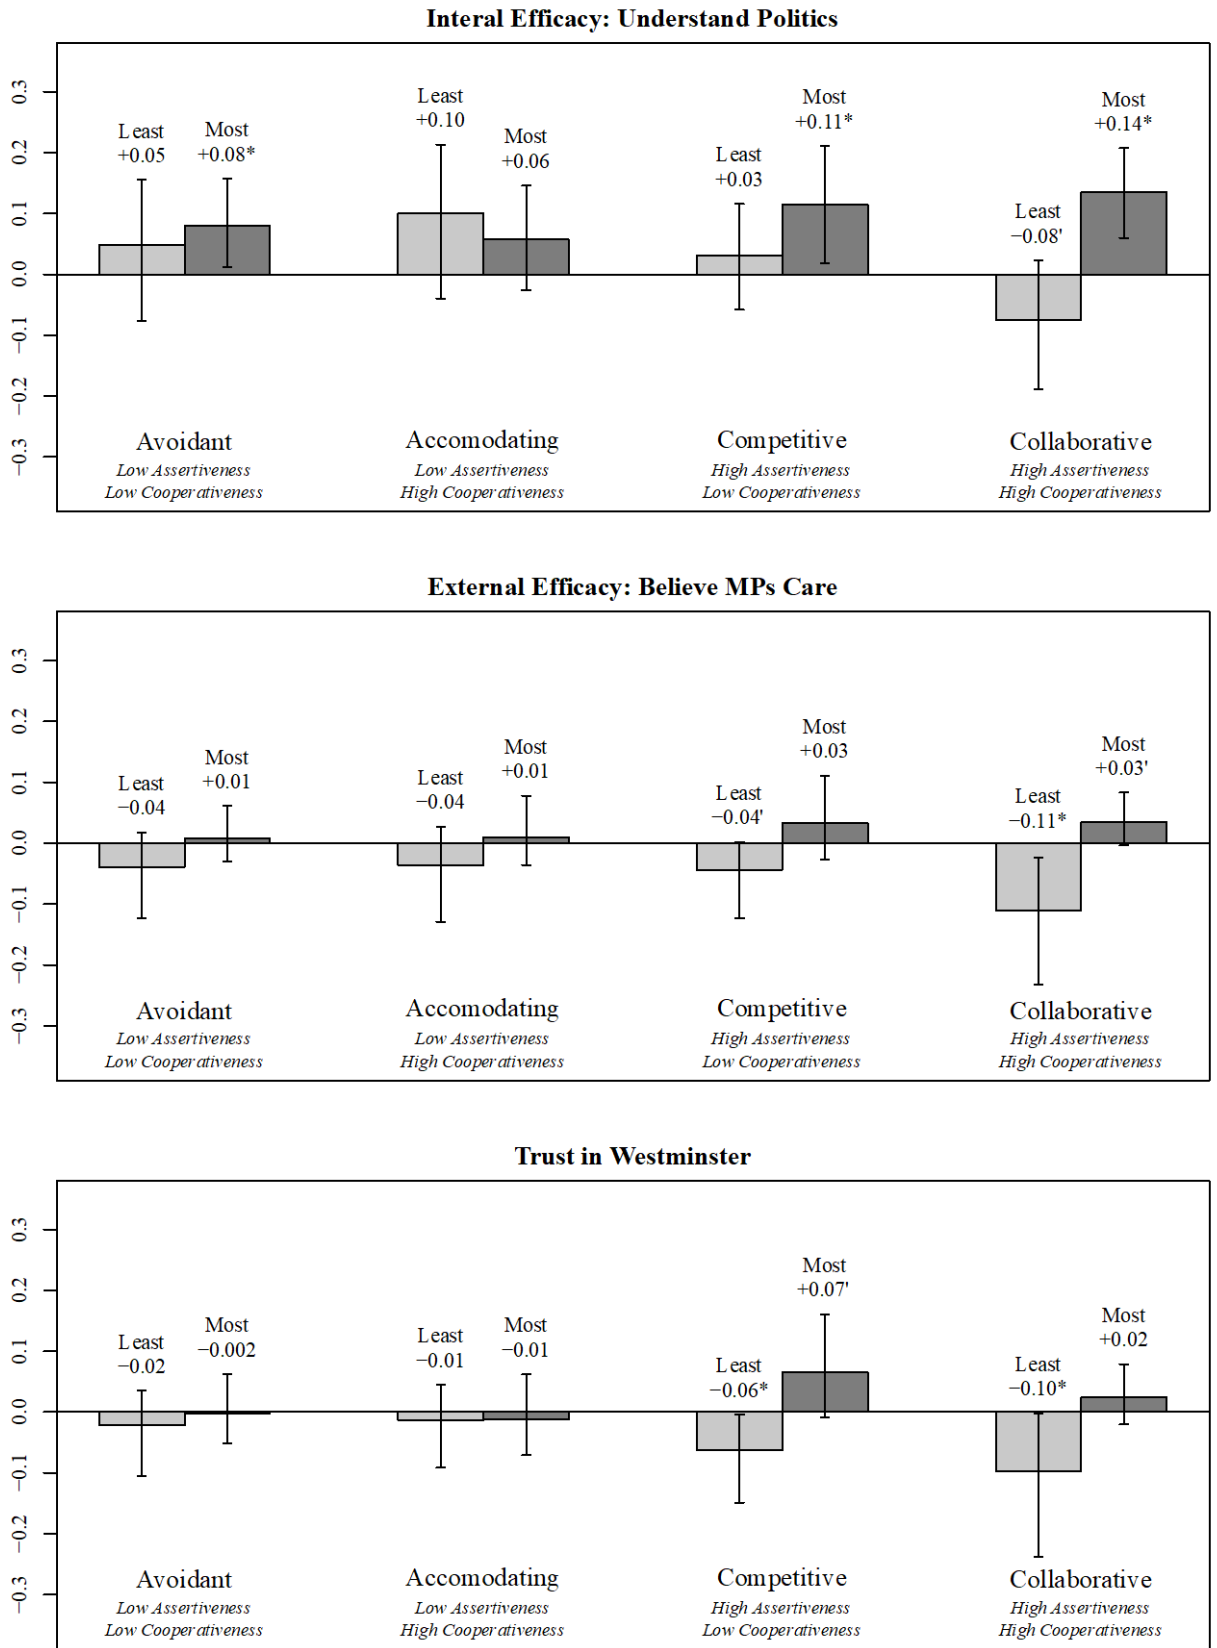 Interal Efficacy: Understand Politics
0.3
0.2
0.1
0.0
−0.1
−0.2
−0.3
Least
+0.05
Most
+0.08*
Least
+0.10
Most
+0.06
Least
+0.03
Most
+0.11*
Least
−0.08'
Most
+0.14*
Avoidant
Low Assertiveness
Low Cooperativeness
Accomodating
Low Assertiveness
High Cooperativeness
Competitive
High Assertiveness
Low Cooperativeness
Collaborative
High Assertiveness
High Cooperativeness
External Efficacy: Believe MPs Care
0.3
0.2
0.1
0.0
−0.1
−0.2
−0.3
Least
−0.04
Most
+0.01
Least
−0.04
Most
+0.01
Least
−0.04'
Most
+0.03
Least
−0.11*
Most
+0.03'
Avoidant
Low Assertiveness
Low Cooperativeness
Accomodating
Low Assertiveness
High Cooperativeness
Competitive
High Assertiveness
Low Cooperativeness
Collaborative
High Assertiveness
High Cooperativeness
Trust in Westminster
0.3
0.2
0.1
0.0
−0.1
−0.2
−0.3
Least
−0.02
Most
−0.002
Least
−0.01
Most
−0.01
Least
−0.06*
Most
+0.07'
Least
−0.10*
Most
+0.02
Avoidant
Low Assertiveness
Low Cooperativeness
Accomodating
Low Assertiveness
High Cooperativeness
Competitive
High Assertiveness
Low Cooperativeness
Collaborative
High Assertiveness
High Cooperativeness